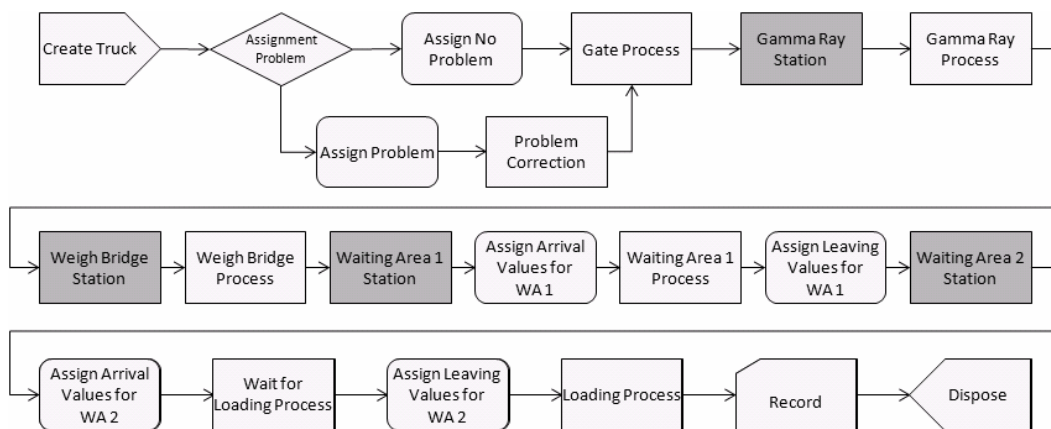 Create Truck
Assignment
Problem
Assign No
Problem
Gate Process
Gamma Ray
Station
Gamma Ray
Process
Assign Problem
Problem
Correction
Weigh Bridge
Station
Weigh Bridge
Process
Waiting Area 1
Station
Assign Arrival
Values for
WA 1
Waiting Area 1
Process
Assign Leaving
Values for
WA 1
Waiting Area 2
Station
Assign Arrival
Values for
WA 2
Wait for
Loading Process
Assign Leaving
Values for
WA 2
Loading Process
Record
Dispose